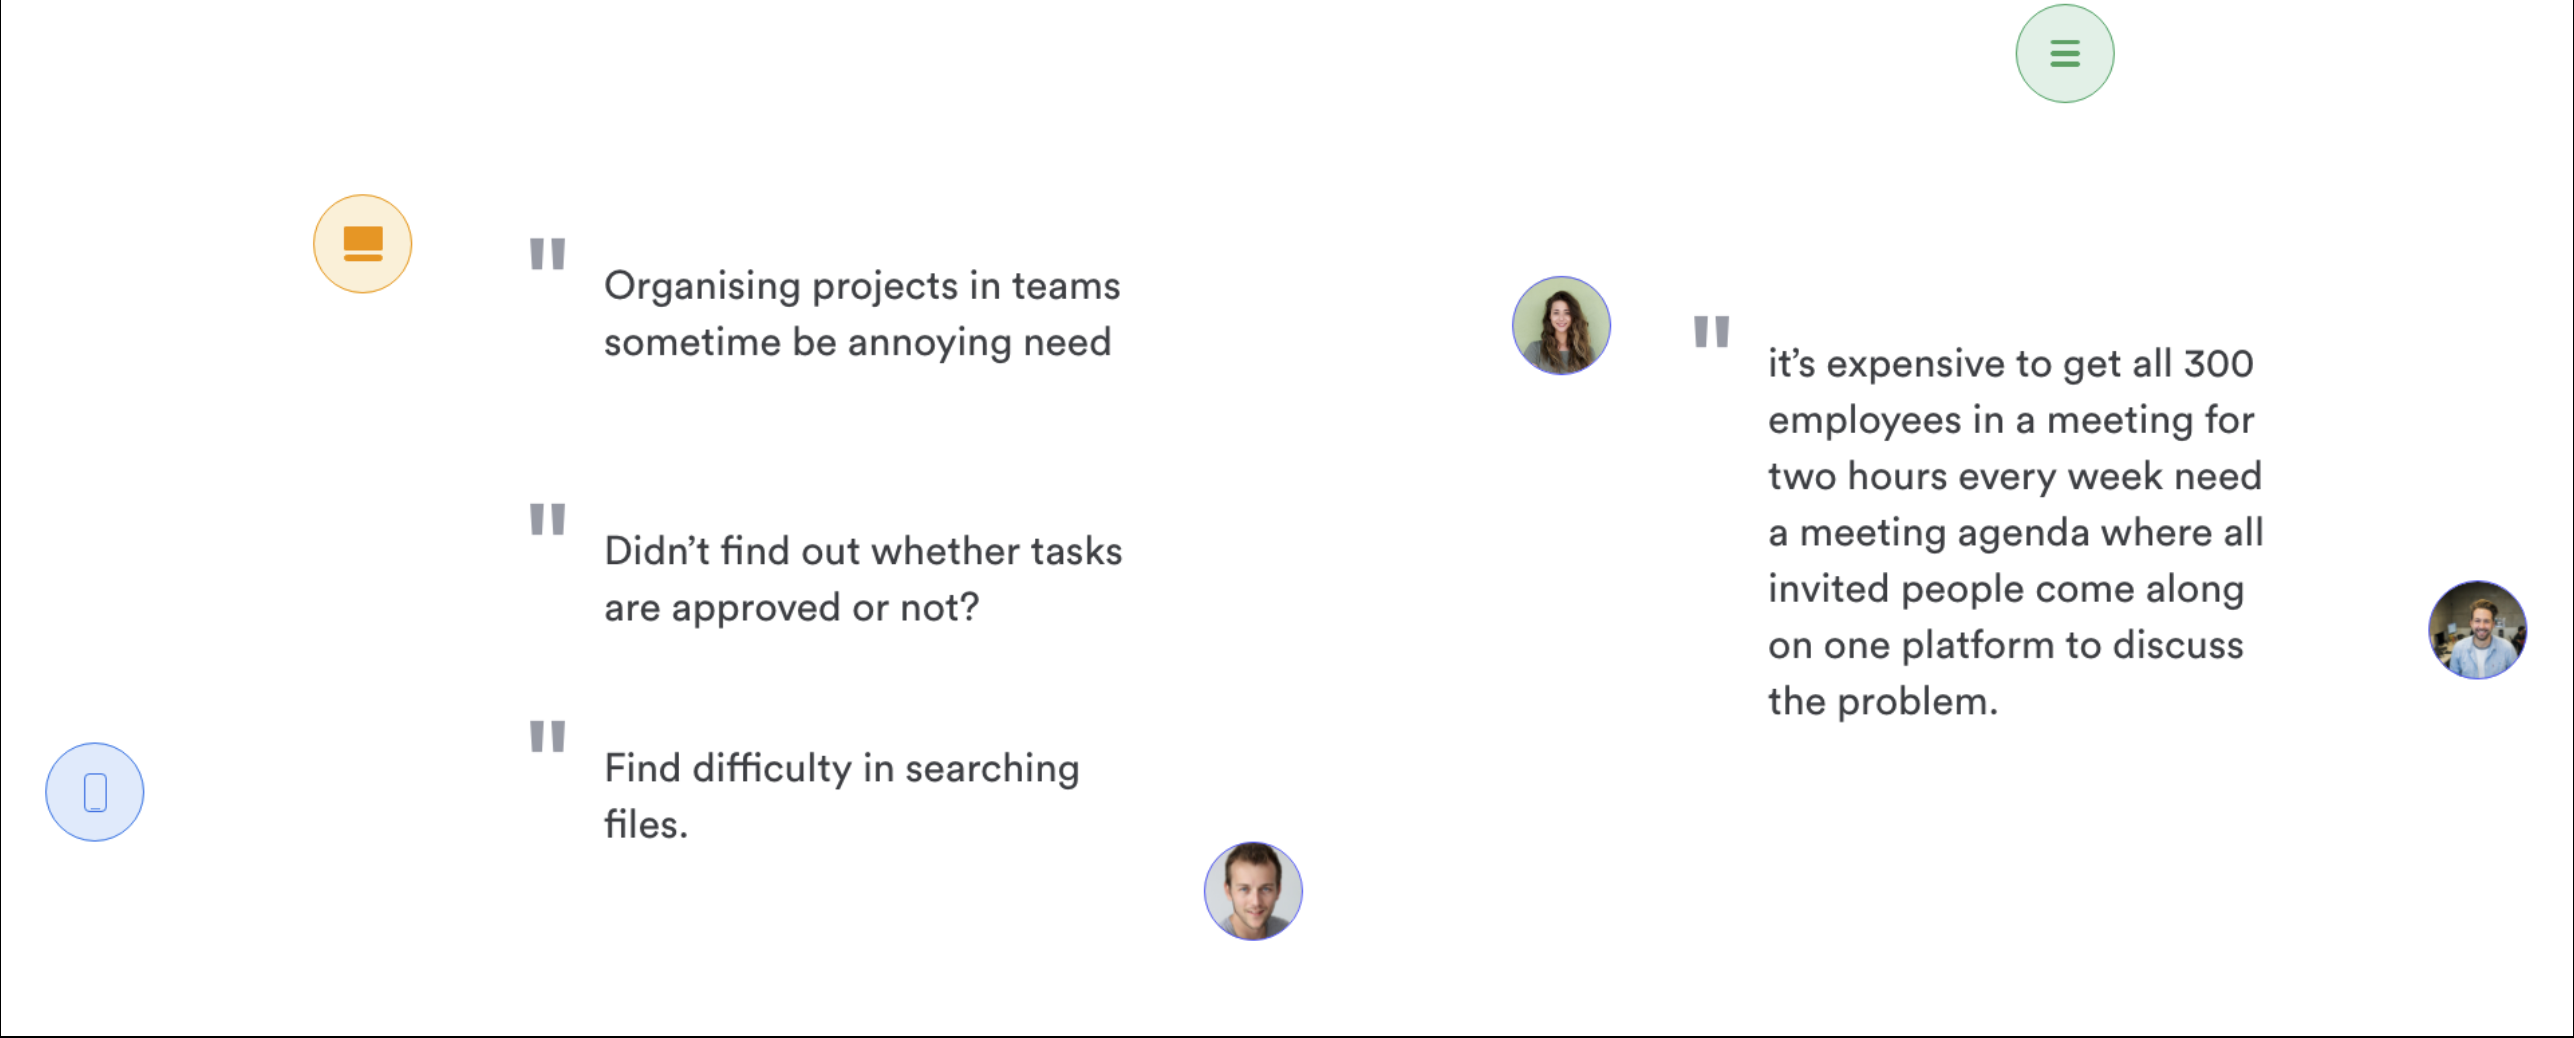 "
Organising projects in teams
sometime be annoying need
"
Didn’t find out whether tasks
are approved or not?
"
Find difficulty in searching
files.
"
it’s expensive to get all 300
employees in a meeting for
two hours every week need
a meeting agenda where all
invited people come along
on one platform to discuss
the problem.